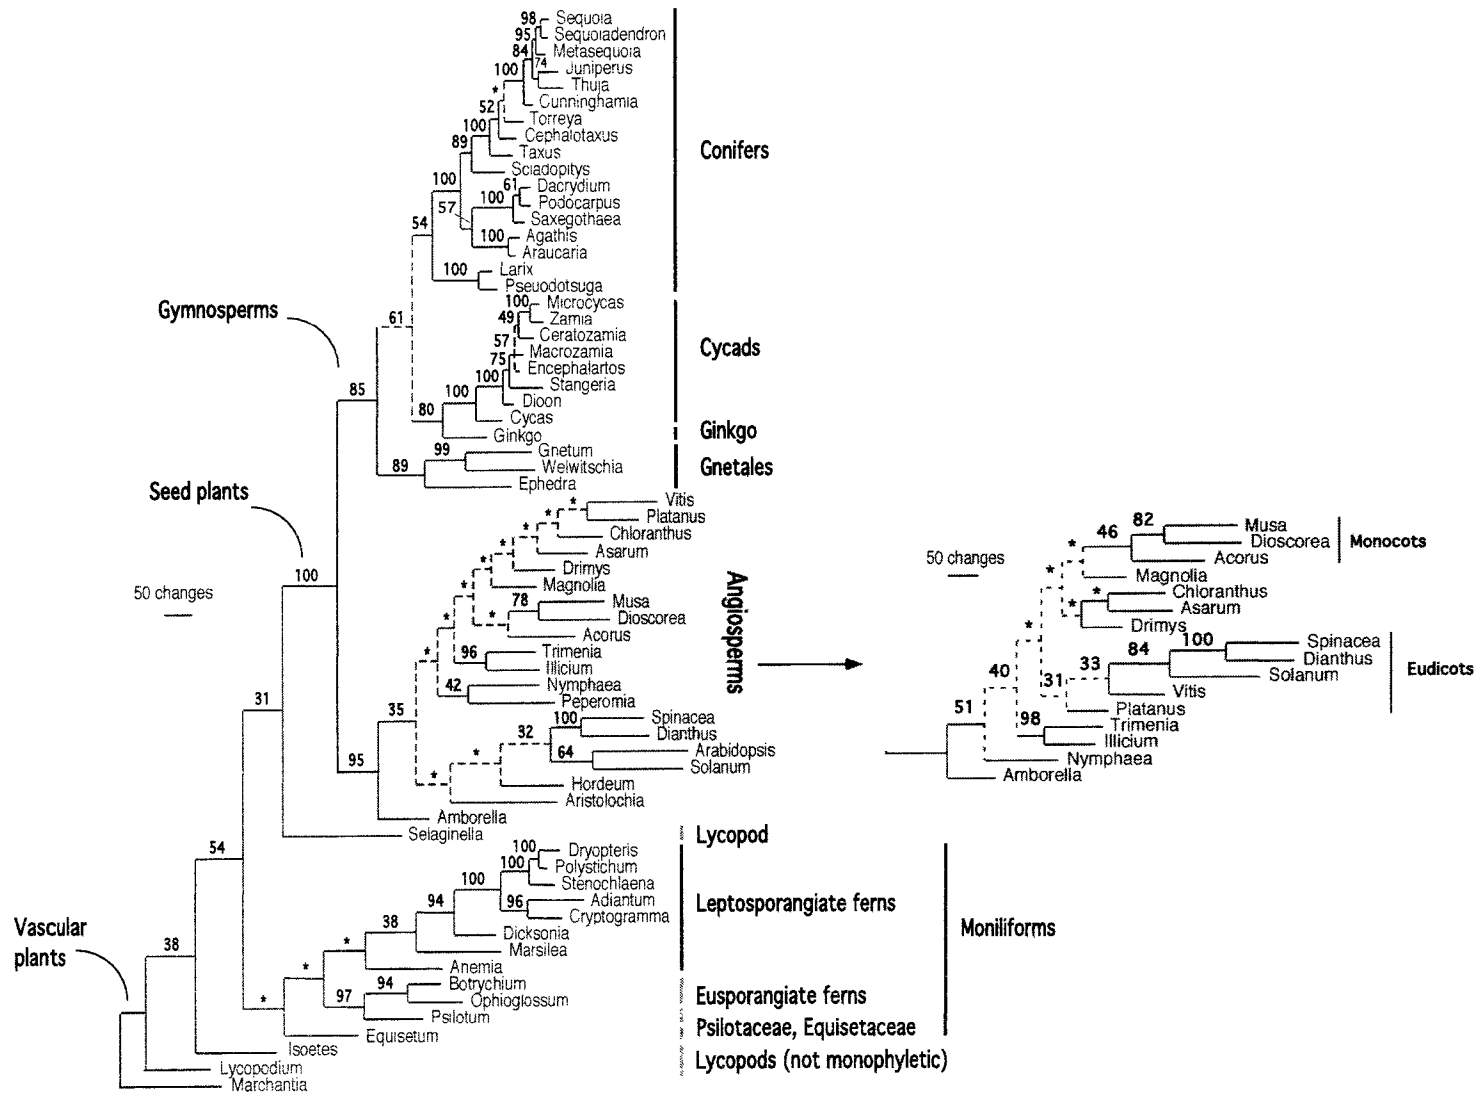 98 Sequoia
95 Sequoiadendron
84 Metasequoia
74 Juniperus
100 Thuja
* Cunninghamia
52 Torreya
100 Cephalotaxus
89 Taxus
Sciadopitys
100 61 Dacrydium
100 Podocarpus
57 Saxegothaea
54 100 Agathis
Araucaria
100 Larix
Pseudotsuga
Conifers
100 Microcycas
49 Zamia
57 Ceratozamia
75 Macrozamia
Encephalartos
100 Stangeria
100 Dioon
Cycas
Cycads
80 Ginkgo
Ginkgo
61
Gymnosperms
85
99 Gnetum
Welwitschia
89 Ephedra
Gnetales
Seed plants
100
50 changes
* Vitis
Platanus
* Chloranthus
* Asarum
* Drimys
* Magnolia
78 Musa
* Dioscorea
Acorus
*
96 Trimenia
Illicium
*
42 Nymphaea
Peperomia
35
100 Spinacea
Dianthus
32
64 Arabidopsis
Solanum
* Hordeum
* Aristolochia
95 Amborella
Angiosperms
31 Selaginella
Lycopod
54
100 Dryopteris
100 Polystichum
Stenochlaena
100
96 Adiantum
Cryptogramma
94 Dicksonia
38 Marsilea
* Anemia
Leptosporangiate ferns
*
94 Botrychium
97 Ophioglossum
Psilotum
Eusporangiate ferns
* Equisetum
Psilotaceae, Equisetaceae
Moniliforms
38 Isoetes
Lycopodium
Marchantia
Lycopods (not monophyletic)
Vascular
plants
50 changes
82 Musa
46 Dioscorea
* Acorus
Monocots
* Magnolia
* Chloranthus
* Asarum
Drimys
*
100 Spinacea
84 Dianthus
33 Solanum
31 Vitis
Platanus
Eudicots
40
98 Trimenia
Illicium
51 Nymphaea
Amborella